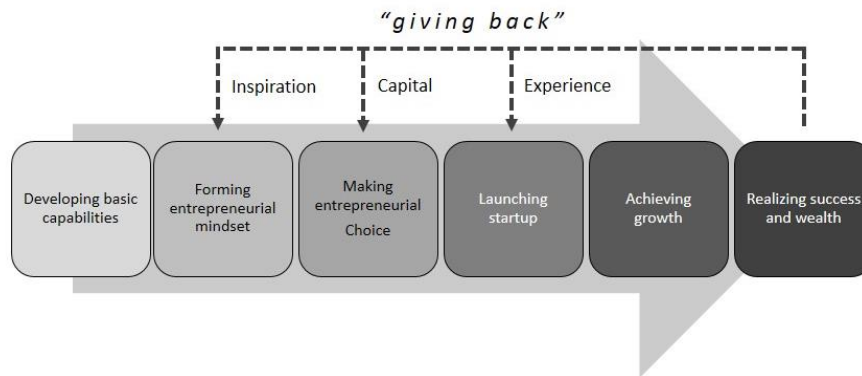 “giving back”
Inspiration
Capital
Experience
Developing basic
capabilities
Forming
entrepreneurial
mindset
Making
entrepreneurial
Choice
Launching
startup
Achieving
growth
Realizing success
and wealth